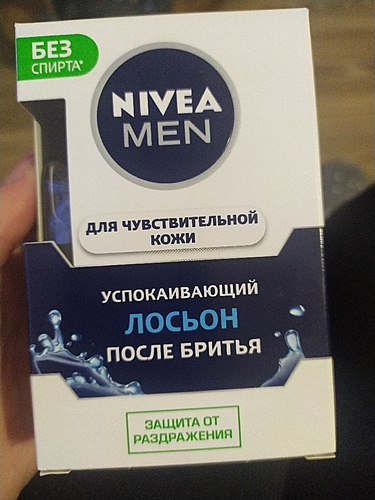 БЕЗ
СПИРТА*
NIVEA
MEN
ДЛЯ ЧУВСТВИТЕЛЬНОЙ
КОЖИ
УСПОКАИВАЮЩИЙ
ЛОСЬОН
ПОСЛЕ БРИТЬЯ
ЗАЩИТА ОТ
РАЗДРАЖЕНИЯ